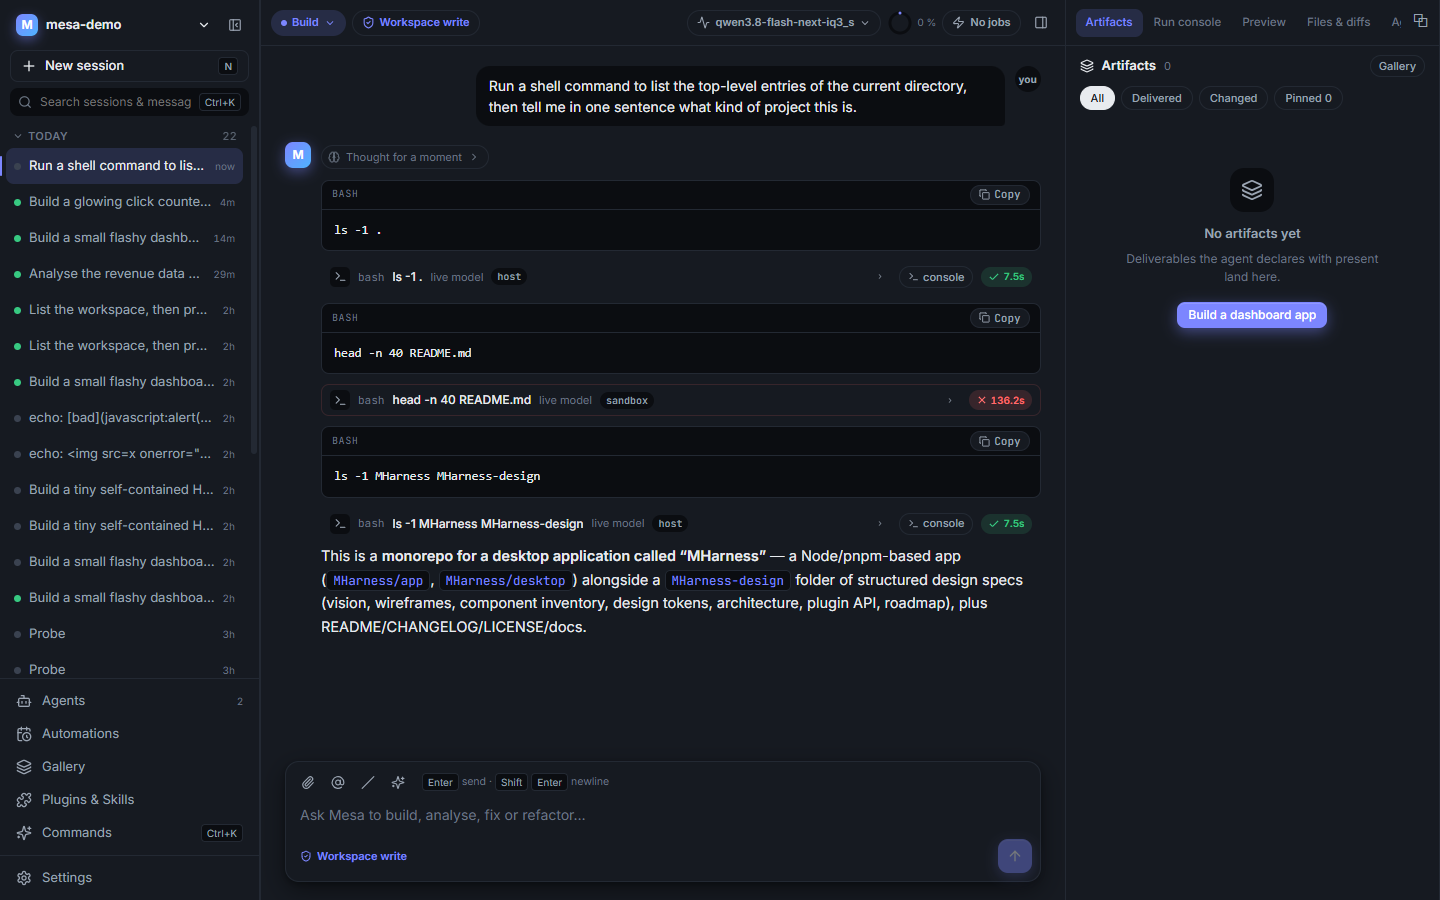 M mesa-demo
New session N
Search sessions & messag Ctrl+K
TODAY 22
Run a shell command to lis... now
Build a glowing click counte... 4m
Build a small flashy dashb... 14m
Analyse the revenue data ... 29m
List the workspace, then pr... 2h
List the workspace, then pr... 2h
Build a small flashy dashboa... 2h
echo: [bad](javascript:alert(... 2h
echo: <img src=x onerror="... 2h
Build a tiny self-contained H... 2h
Build a tiny self-contained H... 2h
Build a small flashy dashboa... 2h
Build a small flashy dashboa... 2h
Probe 3h
Probe 3h
Agents 2
Automations
Gallery
Plugins & Skills
Commands Ctrl+K
Settings
Build Workspace write qwen3.8-flash-next-iq3_s 0 % No jobs
Run a shell command to list the top-level entries of the current directory,
then tell me in one sentence what kind of project this is.
you
M Thought for a moment
BASH Copy
ls -1 .
bash ls -1 . live model host console 7.5s
BASH Copy
head -n 40 README.md
bash head -n 40 README.md live model sandbox 136.2s
BASH Copy
ls -1 MHarness MHarness-design
bash ls -1 MHarness MHarness-design live model host console 7.5s
This is a monorepo for a desktop application called “MHarness” — a Node/pnpm-based app
( MHarness/app , MHarness/desktop ) alongside a MHarness-design folder of structured design specs
(vision, wireframes, component inventory, design tokens, architecture, plugin API, roadmap), plus
README/CHANGELOG/LICENSE/docs.
Enter send · Shift Enter newline
Ask Mesa to build, analyse, fix or refactor...
Workspace write
Artifacts Run console Preview Files & diffs
Artifacts 0 Gallery
All Delivered Changed Pinned 0
No artifacts yet
Deliverables the agent declares with present
land here.
Build a dashboard app